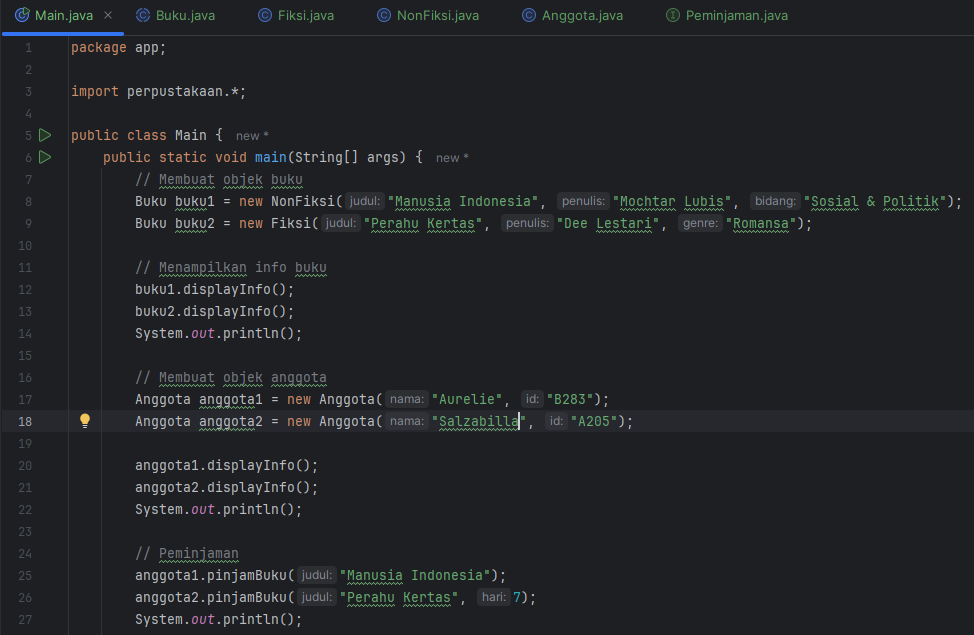 Main.java × Buku.java Fiksi.java NonFiksi.java Anggota.java Peminjaman.java
1 package app;
2
3 import perpustakaan.*;
4
5 public class Main { new *
6 public static void main(String[] args) { new *
7 // Membuat objek buku
8 Buku buku1 = new NonFiksi( judul: "Manusia Indonesia", penulis: "Mochtar Lubis", bidang: "Sosial & Politik");
9 Buku buku2 = new Fiksi( judul: "Perahu Kertas", penulis: "Dee Lestari", genre: "Romansa");
10
11 // Menampilkan info buku
12 buku1.displayInfo();
13 buku2.displayInfo();
14 System.out.println();
15
16 // Membuat objek anggota
17 Anggota anggota1 = new Anggota( nama: "Aurelie", id: "B283");
18 Anggota anggota2 = new Anggota( nama: "Salzabilla", id: "A205");
19
20 anggota1.displayInfo();
21 anggota2.displayInfo();
22 System.out.println();
23
24 // Peminjaman
25 anggota1.pinjamBuku( judul: "Manusia Indonesia");
26 anggota2.pinjamBuku( judul: "Perahu Kertas", hari: 7);
27 System.out.println();